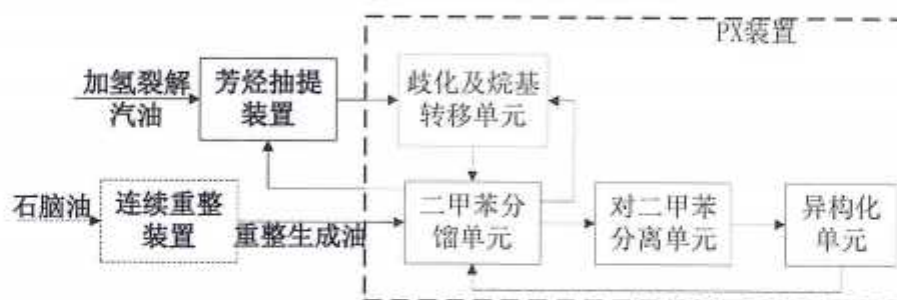 PX装置
加氢裂解
汽油
芳烃抽提
装置
歧化及烷基
转移单元
石脑油
连续重整
装置
重整生成油
二甲苯分
馏单元
对二甲苯
分离单元
异构化
单元